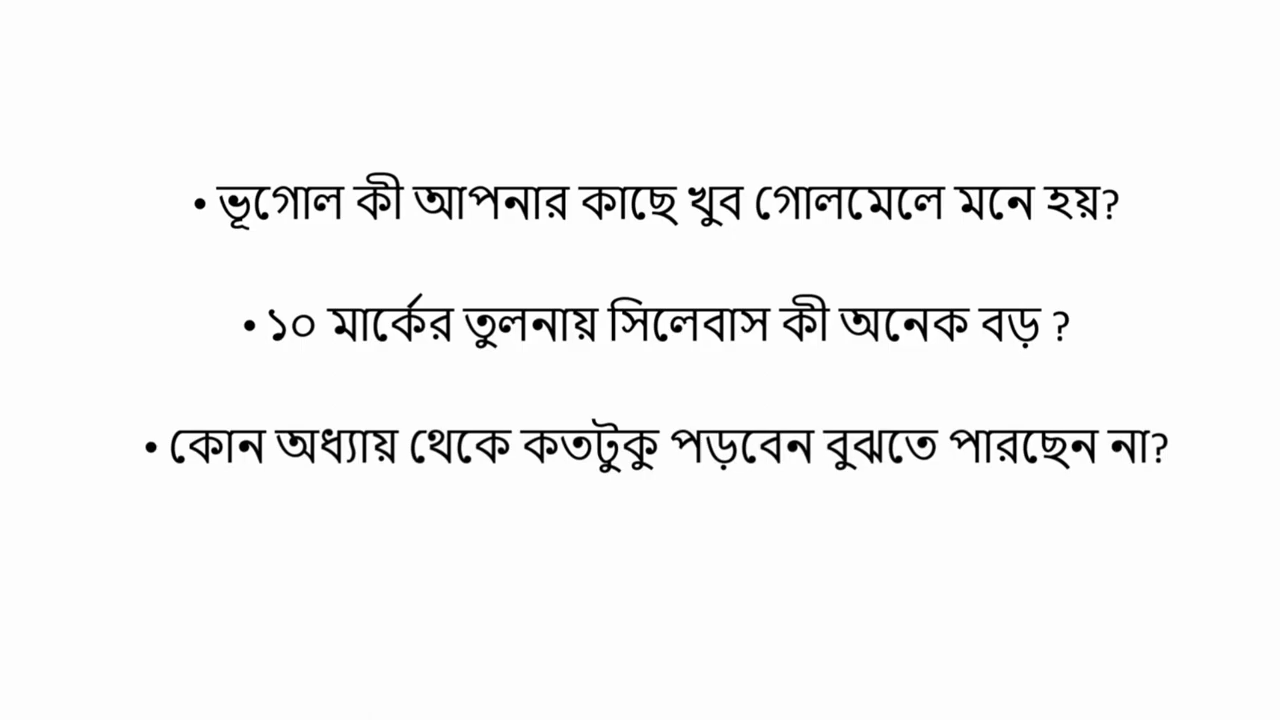 • ভূগোল কী আপনার কাছে খুব গোলমেলে মনে হয়?
• ১০ মার্কের তুলনায় সিলেবাস কী অনেক বড় ?
• কোন অধ্যায় থেকে কতটুকু পড়বেন বুঝতে পারছেন না?